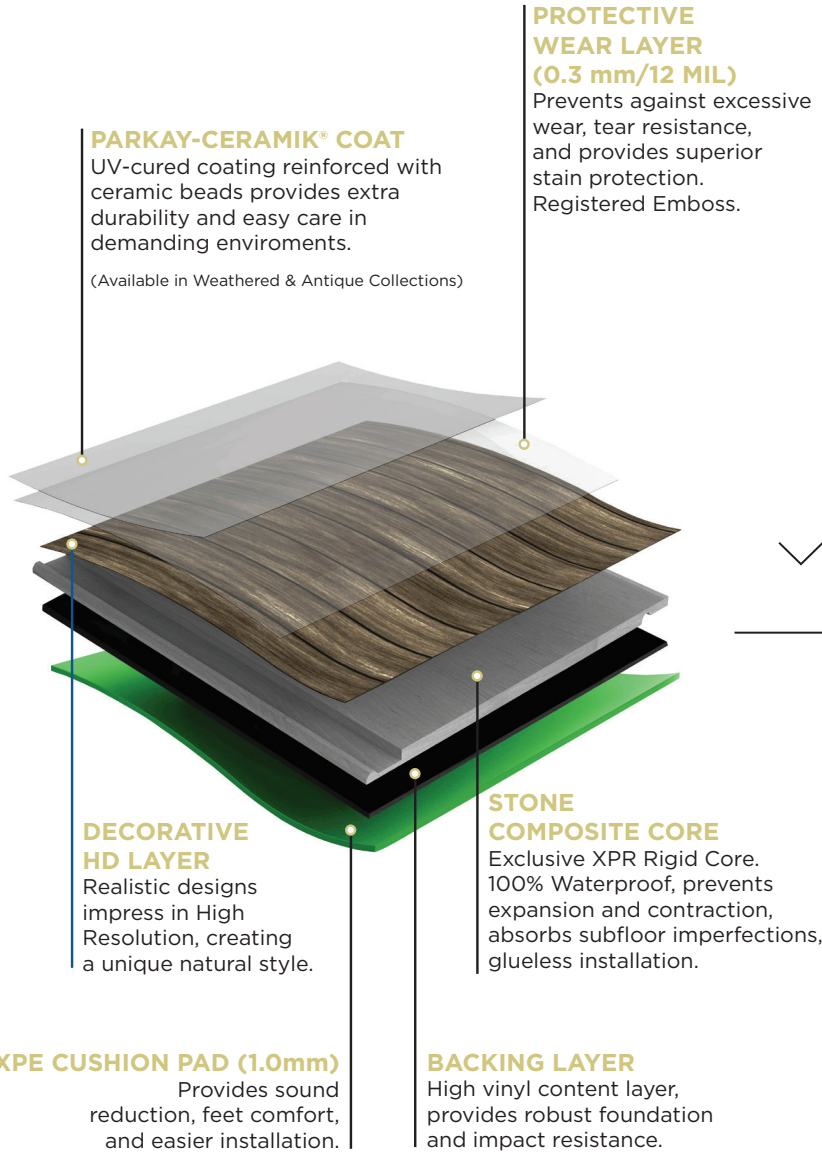 PROTECTIVE
WEAR LAYER
(0.3 mm/12 MIL)
Prevents against excessive
wear, tear resistance,
and provides superior
stain protection.
Registered Emboss.
PARKAY-CERAMIK® COAT
UV-cured coating reinforced with
ceramic beads provides extra
durability and easy care in
demanding enviroments.
(Available in Weathered & Antique Collections)
DECORATIVE
HD LAYER
Realistic designs
impress in High
Resolution, creating
a unique natural style.
STONE
COMPOSITE CORE
Exclusive XPR Rigid Core.
100% Waterproof, prevents
expansion and contraction,
absorbs subfloor imperfections,
glueless installation.
XPE CUSHION PAD (1.0mm)
Provides sound
reduction, feet comfort,
and easier installation.
BACKING LAYER
High vinyl content layer,
provides robust foundation
and impact resistance.